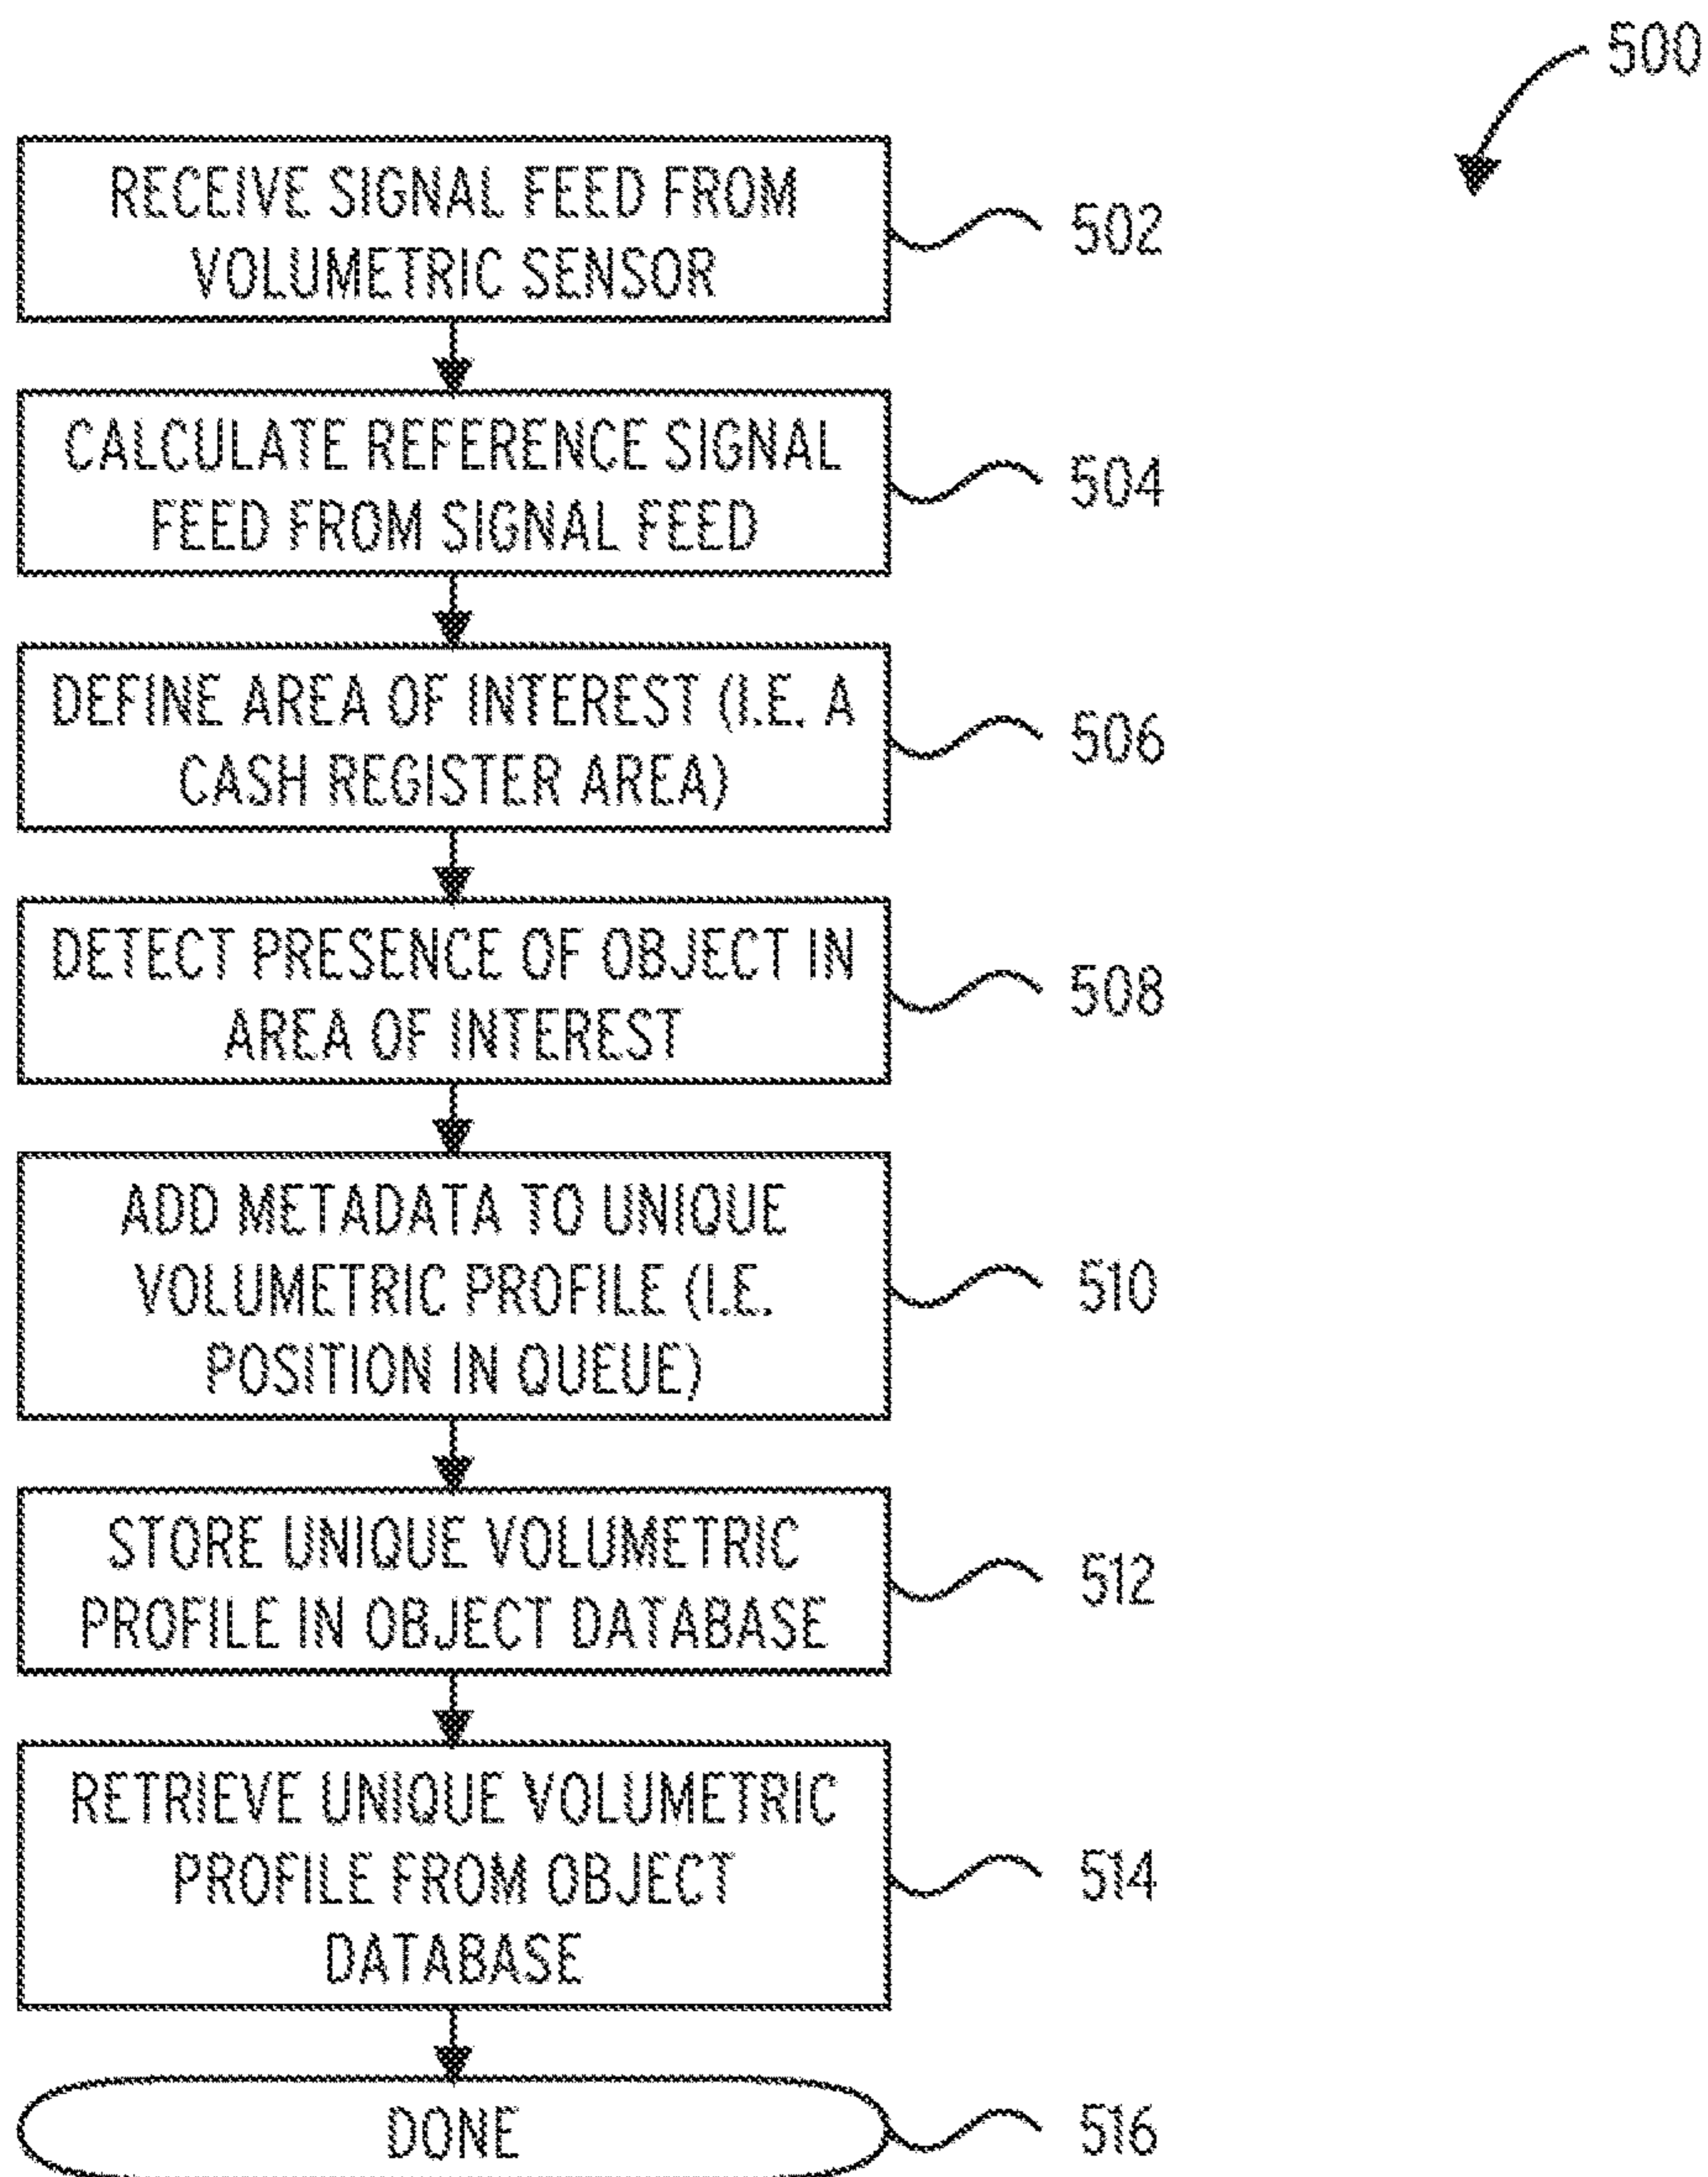 500
RECEIVE SIGNAL FEED FROM
VOLUMETRIC SENSOR
502
CALCULATE REFERENCE SIGNAL
FEED FROM SIGNAL FEED
504
DEFINE AREA OF INTEREST (I.E. A
CASH REGISTER AREA)
506
DETECT PRESENCE OF OBJECT IN
AREA OF INTEREST
508
ADD METADATA TO UNIQUE
VOLUMETRIC PROFILE (I.E.
POSITION IN QUEUE)
510
STORE UNIQUE VOLUMETRIC
PROFILE IN OBJECT DATABASE
512
RETRIEVE UNIQUE VOLUMETRIC
PROFILE FROM OBJECT
DATABASE
514
DONE
516